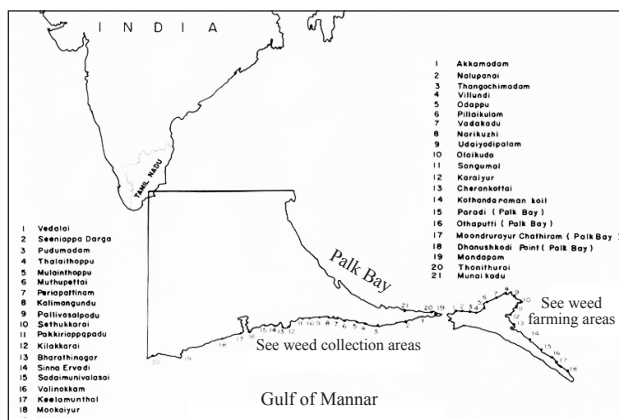 INDIA
TAMIL NADU
1 Akkamadam
2 Nalupanai
3 Thangachimadam
4 Villundi
5 Odappu
6 Pillaikulam
7 Vadakadu
8 Narikuzhi
9 Udaiyadipalam
10 Olaikuda
11 Sangumal
12 Karaiyur
13 Cherankottai
14 Kothandaraman koil
15 Paradi (Palk Bay)
16 Othaputti (Palk Bay)
17 Moondrurayur Chathiram (Palk Bay)
18 Dhanushkodi Point (Palk Bay)
19 Mandapam
20 Thonithurai
21 Munaikadu
1 Vedalai
2 Seeniappa Darga
3 Pudumadam
4 Thalaithoppu
5 Mulainthoppu
6 Muthupettai
7 Periapattinam
8 Kalimangundu
9 Pallivasalpadu
10 Sethukkarai
11 Pakkiriappapadu
12 Kilakkarai
13 Bharathinagar
14 Sinna Ervadi
15 Sadaimunivalasai
16 Valinokkam
17 Keelamunthal
18 Mookaiyur
Palk Bay
See weed farming areas
See weed collection areas
Gulf of Mannar